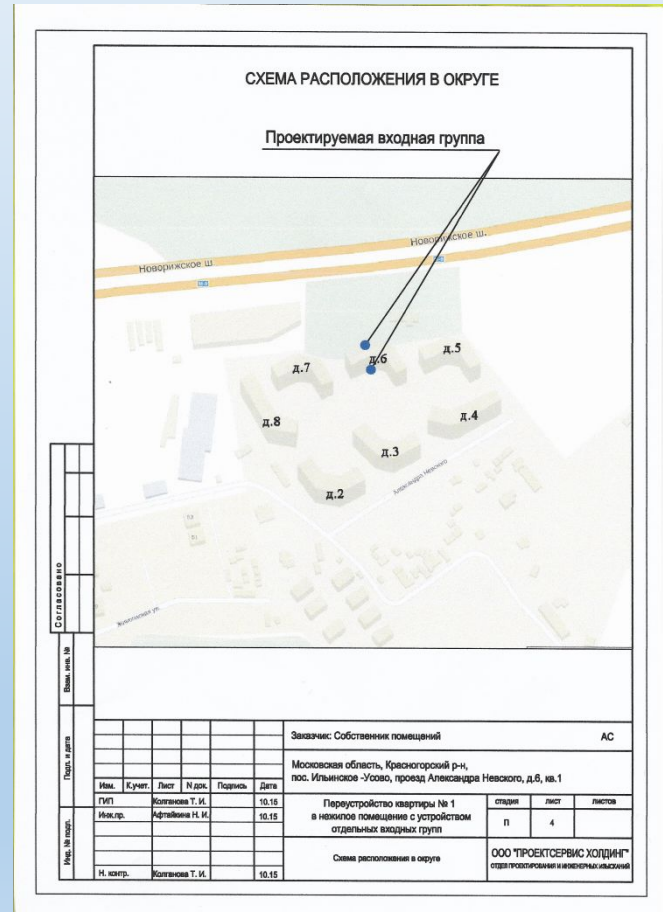 СХЕМА РАСПОЛОЖЕНИЯ В ОКРУГЕ
Проектируемая входная группа
Новорижское ш.
Новорижское ш
д.5
д.6
д.7
д.4
д.8
д.3
д.2
Александра Невского
Живописная ул.
Согласовано
Взам. инв. №
Подп. и дата
Инд. № подл.
Заказчик: Собственник помещений
АС
Московская область, Красногорский р-н,
пос. Ильинское -Усово, проезд Александра Невского, д.6, кв.1
Изм. К.учет. Лист N док. Подпись Дата
ГИП Колганова Т. И. 10.15
Инж.пр. Афтайкина Н. И. 10.15
Н. контр. Колганова Т. И. 10.15
Переустройство квартиры № 1
в нежилое помещение с устройством
отдельных входных групп
стадия лист листов
П 4
Схема расположения в округе
ООО "ПРОЕКТСЕРВИС ХОЛДИНГ"
ОТДЕЛ ПРОЕКТИРОВАНИЯ И ИНЖЕНЕРНЫХ ИЗЫСКАНИЙ